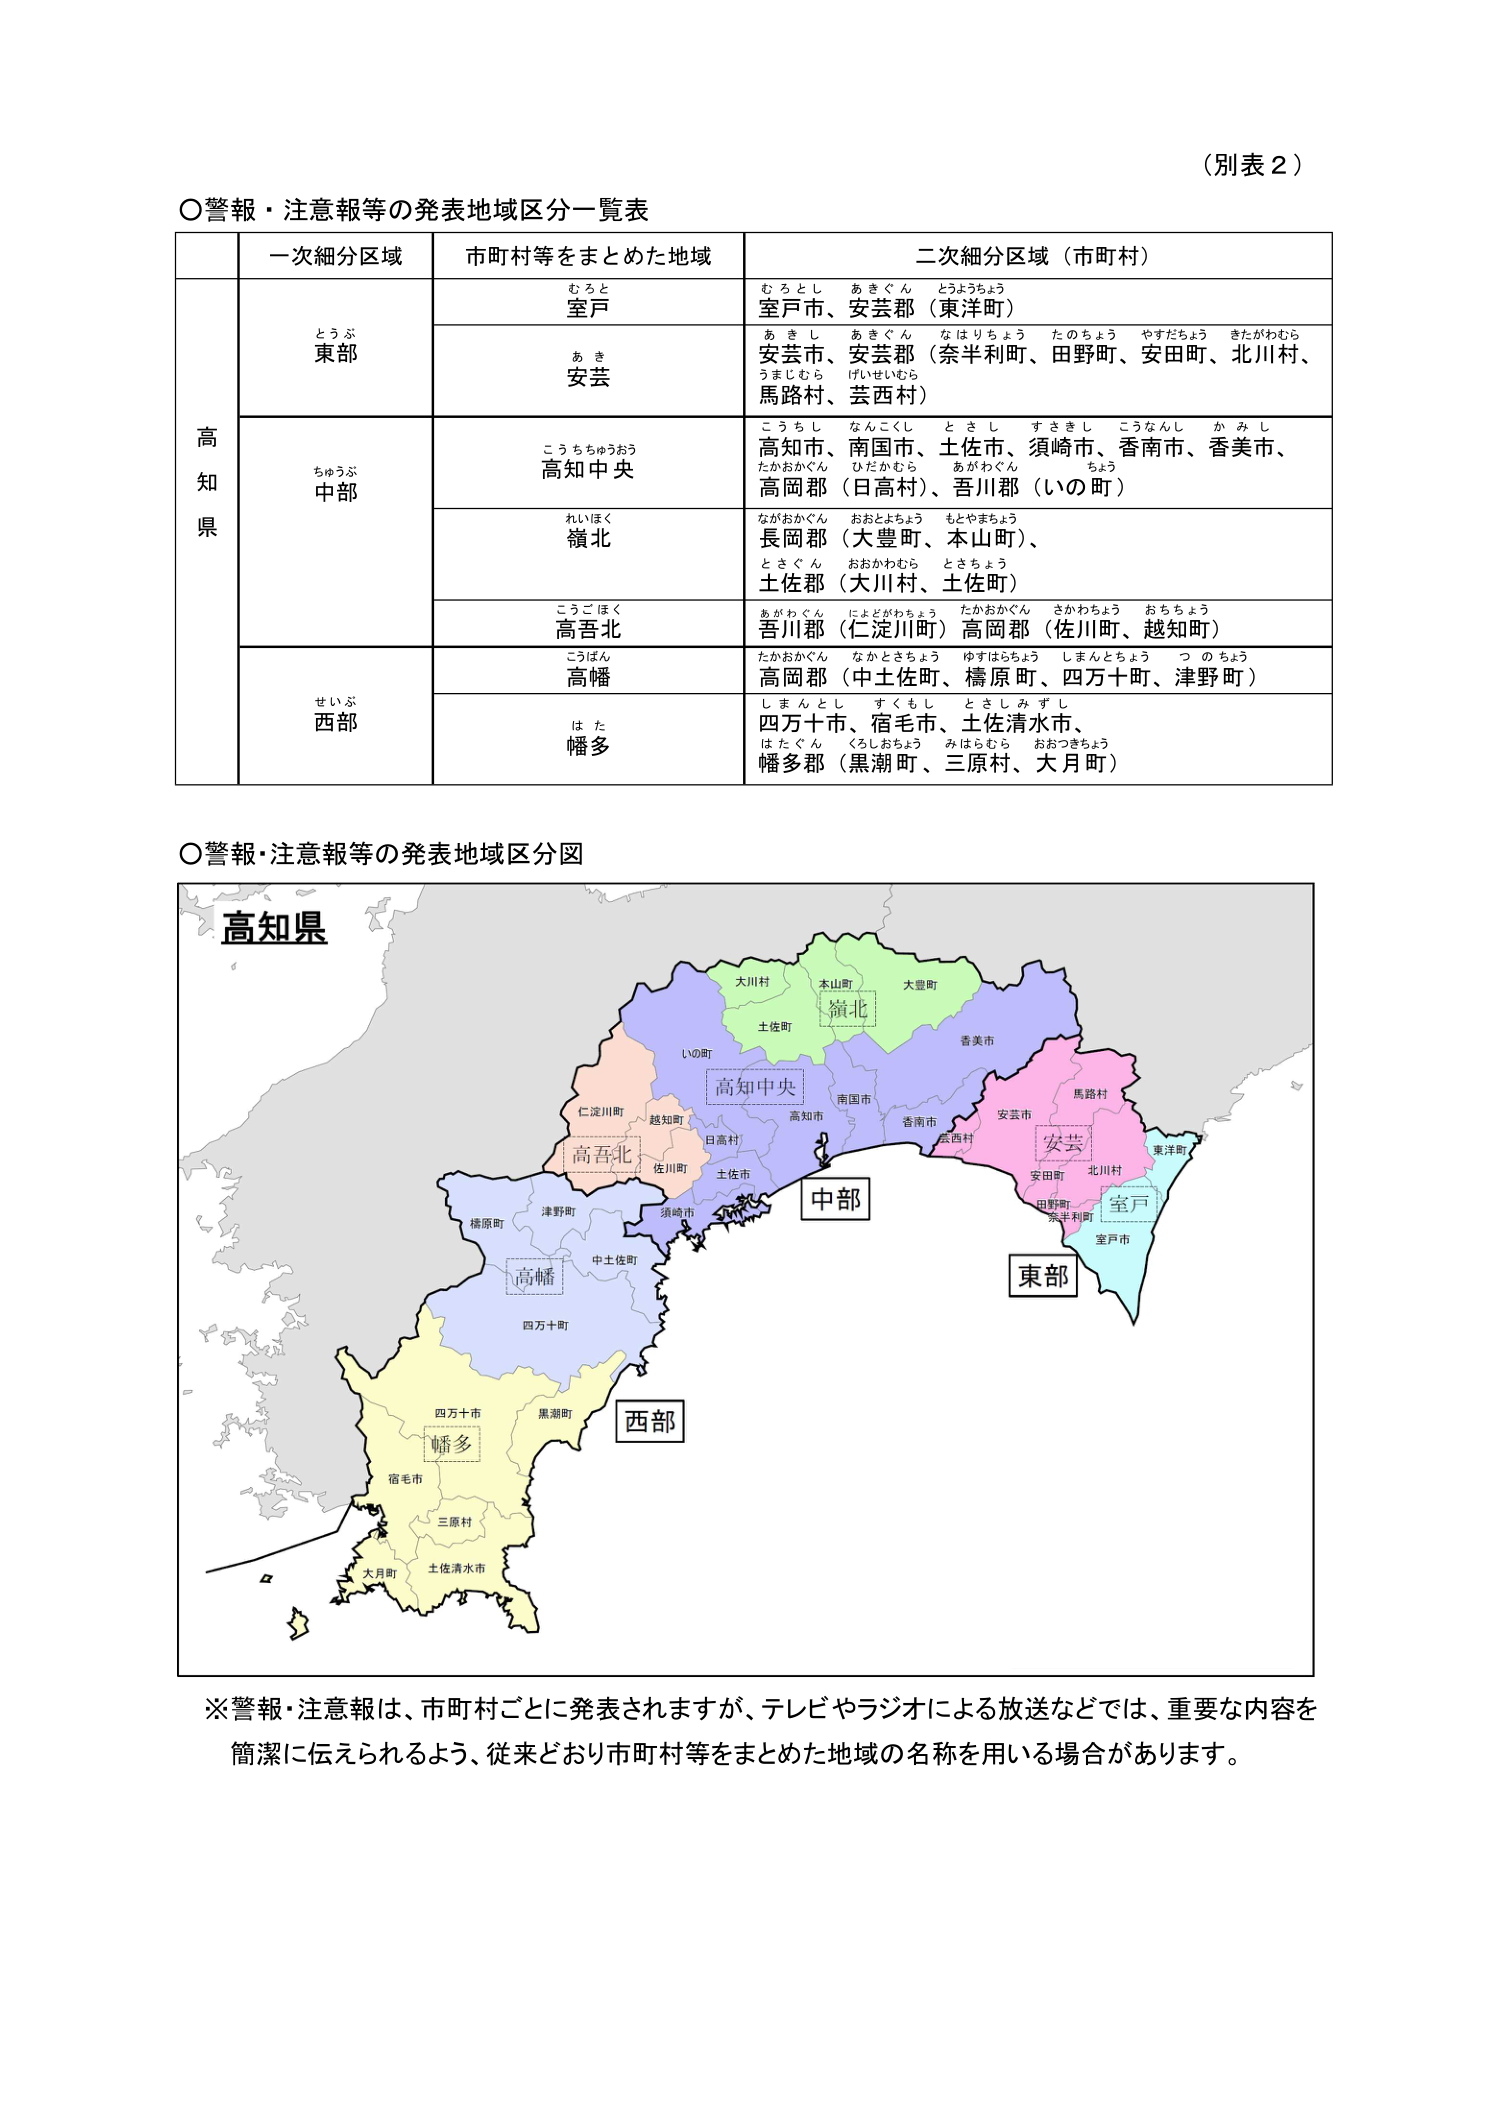 （別表２）
〇警報・注意報等の発表地域区分一覧表
一次細分区域 市町村等をまとめた地域 二次細分区域（市町村）
高知県
とうぶ
東部
むろと
室戸
むろとし あきぐん とうようちょう
室戸市、安芸郡（東洋町）
あき
安芸
あきし あきぐん なはりちょう たのちょう やすだちょう きたがわむら
安芸市、安芸郡（奈半利町、田野町、安田町、北川村、
うまじむら げいせいむら
馬路村、芸西村）
ちゅうぶ
中部
こうちちゅうおう
高知中央
こうちし なんこくし とさし すさきし こうなんし かみし
高知市、南国市、土佐市、須崎市、香南市、香美市、
たかおかぐん ひだかむら あがわぐん ちょう
高岡郡（日高村）、吾川郡（いの町）
れいほく
嶺北
ながおかぐん おおとよちょう もとやまちょう
長岡郡（大豊町、本山町）、
とさぐん おおかわむら とさちょう
土佐郡（大川村、土佐町）
こうごほく
高吾北
あがわぐん によどがわちょう たかおかぐん さかわちょう おちちょう
吾川郡（仁淀川町）高岡郡（佐川町、越知町）
せいぶ
西部
こうばん
高幡
たかおかぐん なかとさちょう ゆすはらちょう しまんとちょう つのちょう
高岡郡（中土佐町、檮原町、四万十町、津野町）
はた
幡多
しまんとし すくもし とさしみずし
四万十市、宿毛市、土佐清水市、
はたぐん くろしおちょう みはらむら おおつきちょう
幡多郡（黒潮町、三原村、大月町）
〇警報・注意報等の発表地域区分図
高知県
大川村
本山町
大豊町
嶺北
土佐町
いの町
香美市
高知中央
南国市
高知市
香南市
仁淀川町
越知町
日高村
高吾北
佐川町
土佐市
須崎市
中部
馬路村
安芸市
芸西村
安芸
東洋町
安田町
北川村
田野町
奈半利町
室戸
室戸市
東部
津野町
檮原町
中土佐町
高幡
四万十町
西部
四万十市
黒潮町
幡多
宿毛市
三原村
大月町
土佐清水市
※警報・注意報は、市町村ごとに発表されますが、テレビやラジオによる放送などでは、重要な内容を
簡潔に伝えられるよう、従来どおり市町村等をまとめた地域の名称を用いる場合があります。